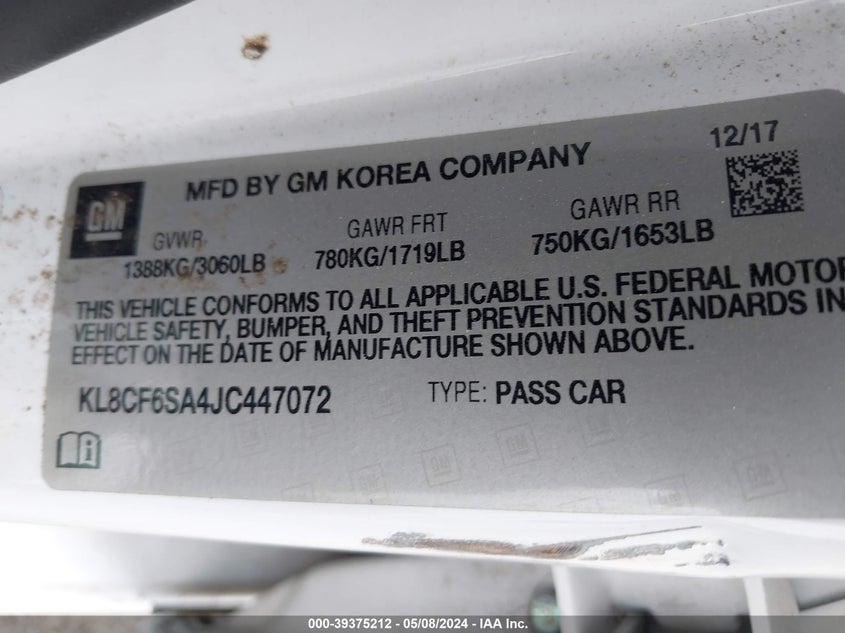 MFD BY GM KOREA COMPANY 12/17
GM
GVWR GAWR FRT GAWR RR
1388KG/3060LB 780KG/1719LB 750KG/1653LB
THIS VEHICLE CONFORMS TO ALL APPLICABLE U.S. FEDERAL MOTOR
VEHICLE SAFETY, BUMPER, AND THEFT PREVENTION STANDARDS IN
EFFECT ON THE DATE OF MANUFACTURE SHOWN ABOVE.
KL8CF6SA4JC447072 TYPE: PASS CAR
000-39375212 - 05/08/2024 - IAA Inc.